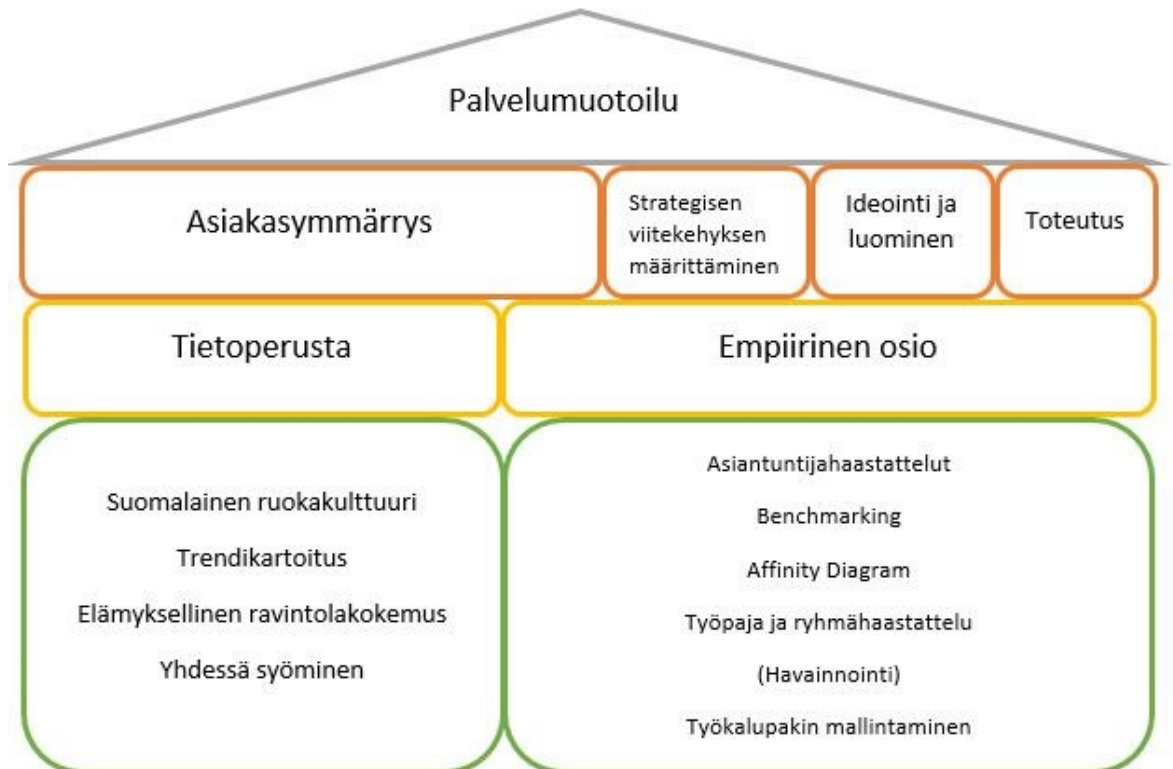 Palvelumuotoilu
Asiakasymmärrys
Strategisen
viitekehyksen
määrittäminen
Ideointi ja
luominen
Toteutus
Tietoperusta
Empiirinen osio
Suomalainen ruokakulttuuri
Trendikartoitus
Elämyksellinen ravintolakokemus
Yhdessä syöminen
Asiantuntijahaastattelut
Benchmarking
Affinity Diagram
Työpaja ja ryhmähaastattelu
(Havainnointi)
Työkalupakin mallintaminen